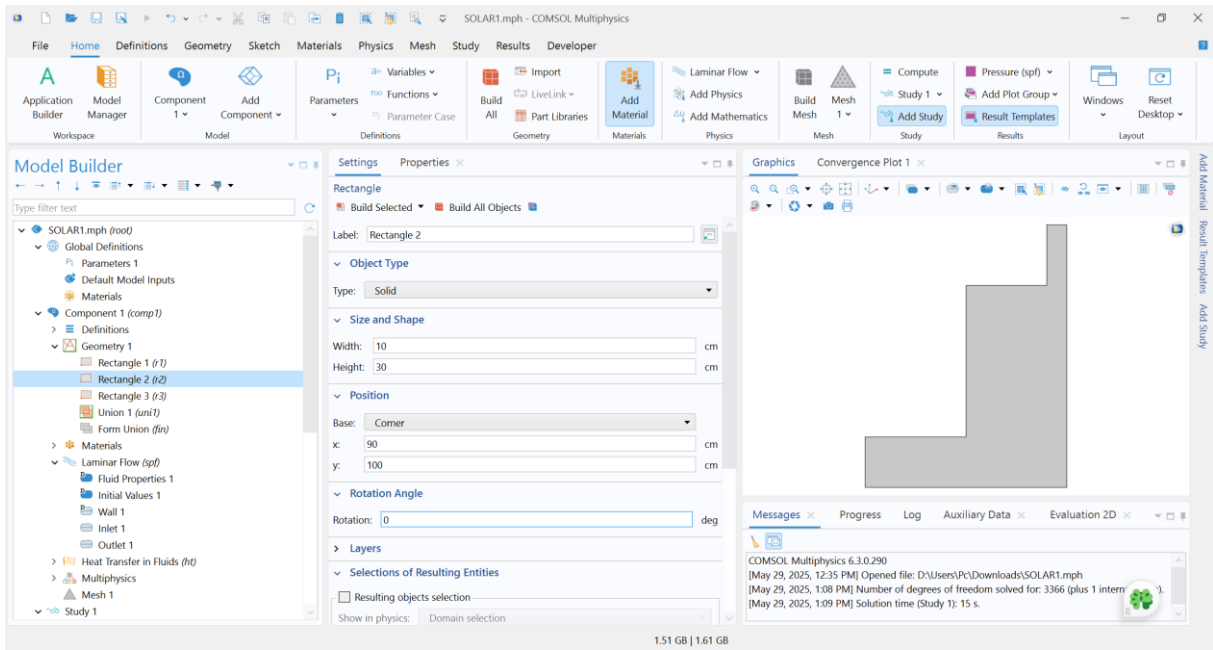 SOLAR1.mph - COMSOL Multiphysics
File Home Definitions Geometry Sketch Materials Physics Mesh Study Results Developer
A Pi Variables Import Laminar Flow Compute Pressure (spf)
f(x) Functions LiveLink Add Physics Study 1 Add Plot Group
Application Builder Model Manager Component 1 Add Component Parameters Pi Parameter Case Build All Part Libraries Add Material Add Mathematics Build Mesh Mesh 1 Add Study Result Templates Windows Reset Desktop
Workspace Model Definitions Geometry Materials Physics Mesh Study Results Layout
Model Builder
Type filter text
SOLAR1.mph (root)
Global Definitions
Pi Parameters 1
Default Model Inputs
Materials
Component 1 (comp1)
Definitions
Geometry 1
Rectangle 1 (r1)
Rectangle 2 (r2)
Rectangle 3 (r3)
Union 1 (uni1)
Form Union (fin)
Materials
Laminar Flow (spf)
Fluid Properties 1
Initial Values 1
Wall 1
Inlet 1
Outlet 1
Heat Transfer in Fluids (ht)
Multiphysics
Mesh 1
Study 1
Settings Properties
Rectangle
Build Selected Build All Objects
Label: Rectangle 2
Object Type
Type: Solid
Size and Shape
Width: 10 cm
Height: 30 cm
Position
Base: Corner
x: 90 cm
y: 100 cm
Rotation Angle
Rotation: 0 deg
Layers
Selections of Resulting Entities
Resulting objects selection
Show in physics: Domain selection
Graphics Convergence Plot 1
Messages Progress Log Auxiliary Data Evaluation 2D
COMSOL Multiphysics 6.3.0.290
[May 29, 2025, 12:35 PM] Opened file: D:\Users\Pc\Downloads\SOLAR1.mph
[May 29, 2025, 1:08 PM] Number of degrees of freedom solved for: 3366 (plus 1 intern
[May 29, 2025, 1:09 PM] Solution time (Study 1): 15 s.
Add Material Result Templates Add Study
1.51 GB | 1.61 GB